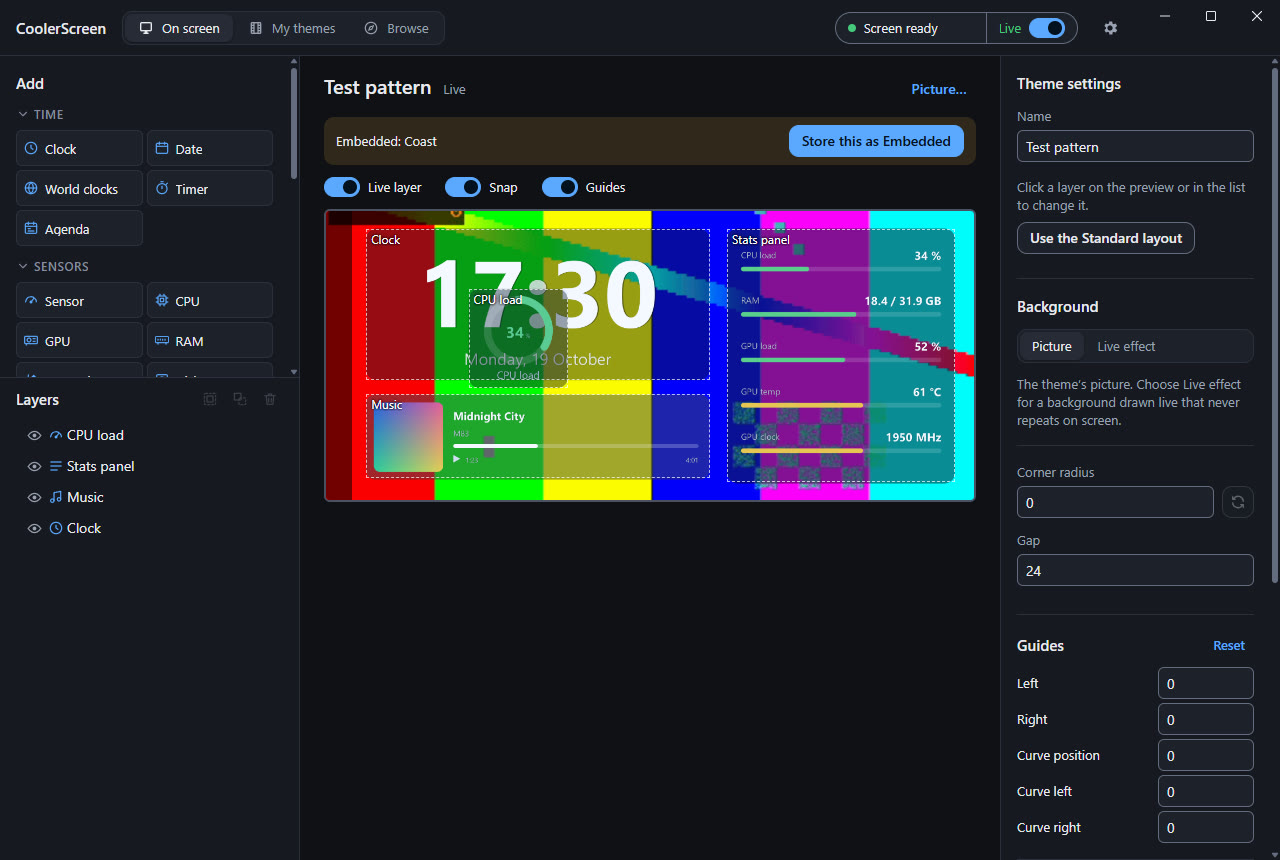 CoolerScreen
On screen
My themes
Browse
Screen ready
Live
Add
TIME
Clock
Date
World clocks
Timer
Agenda
SENSORS
Sensor
CPU
GPU
RAM
Layers
CPU load
Stats panel
Music
Clock
Test pattern
Live
Picture...
Embedded: Coast
Store this as Embedded
Live layer
Snap
Guides
Clock
17:30
CPU load
34 %
Monday, 19 October
CPU load
Music
Midnight City
M83
1:23
4:01
Stats panel
CPU load
34 %
RAM
18.4 / 31.9 GB
GPU load
52 %
GPU temp
61 °C
GPU clock
1950 MHz
Theme settings
Name
Test pattern
Click a layer on the preview or in the list
to change it.
Use the Standard layout
Background
Picture
Live effect
The theme's picture. Choose Live effect
for a background drawn live that never
repeats on screen.
Corner radius
0
Gap
24
Guides
Reset
Left
0
Right
0
Curve position
0
Curve left
0
Curve right
0